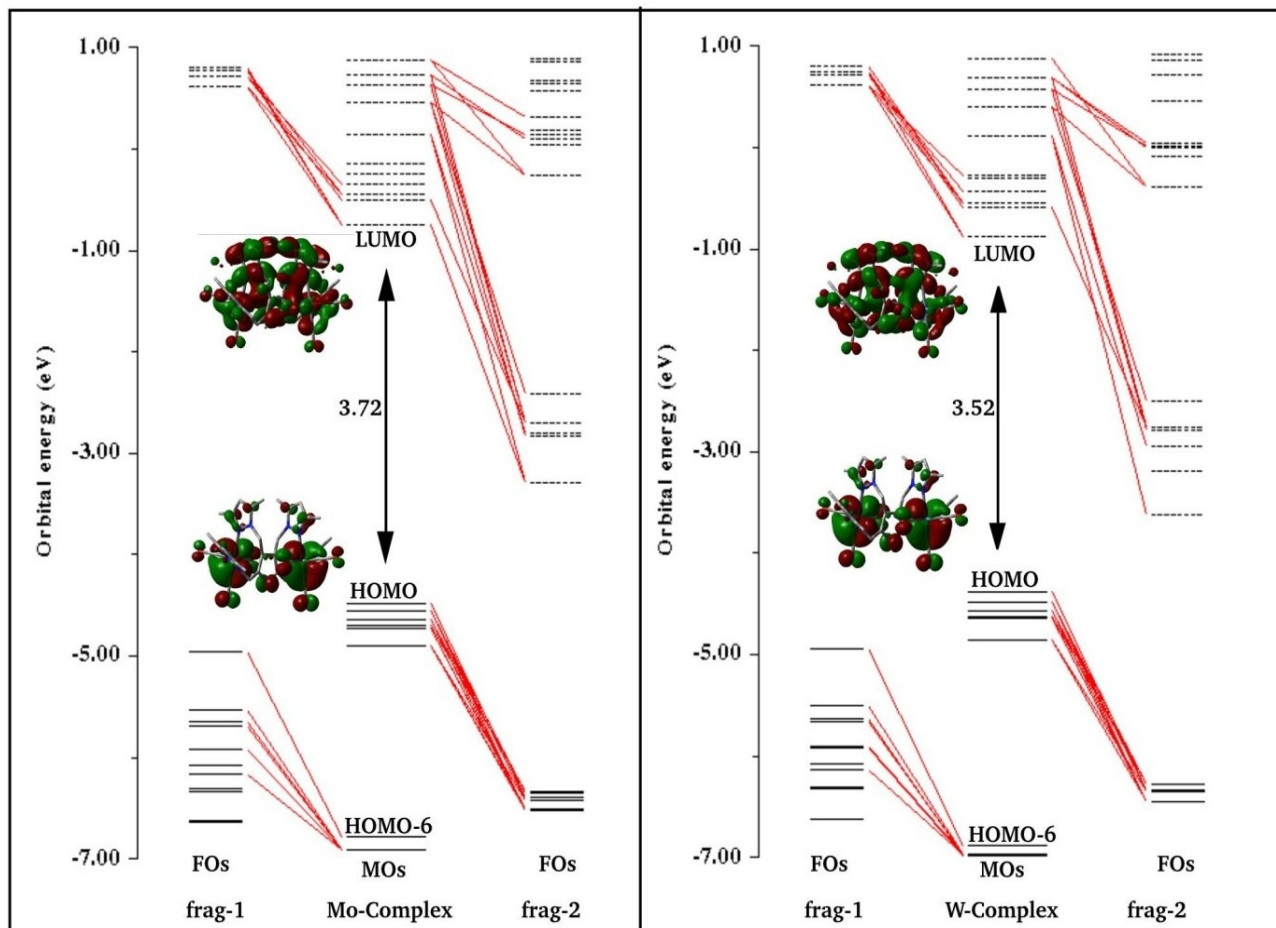 Orbital energy (eV)
1.00
-1.00
-3.00
-5.00
-7.00
LUMO
3.72
HOMO
HOMO-6
FOs
MOs
FOs
frag-1
Mo-Complex
frag-2
Orbital energy (eV)
1.00
-1.00
-3.00
-5.00
-7.00
LUMO
3.52
HOMO
HOMO-6
FOs
MOs
FOs
frag-1
W-Complex
frag-2